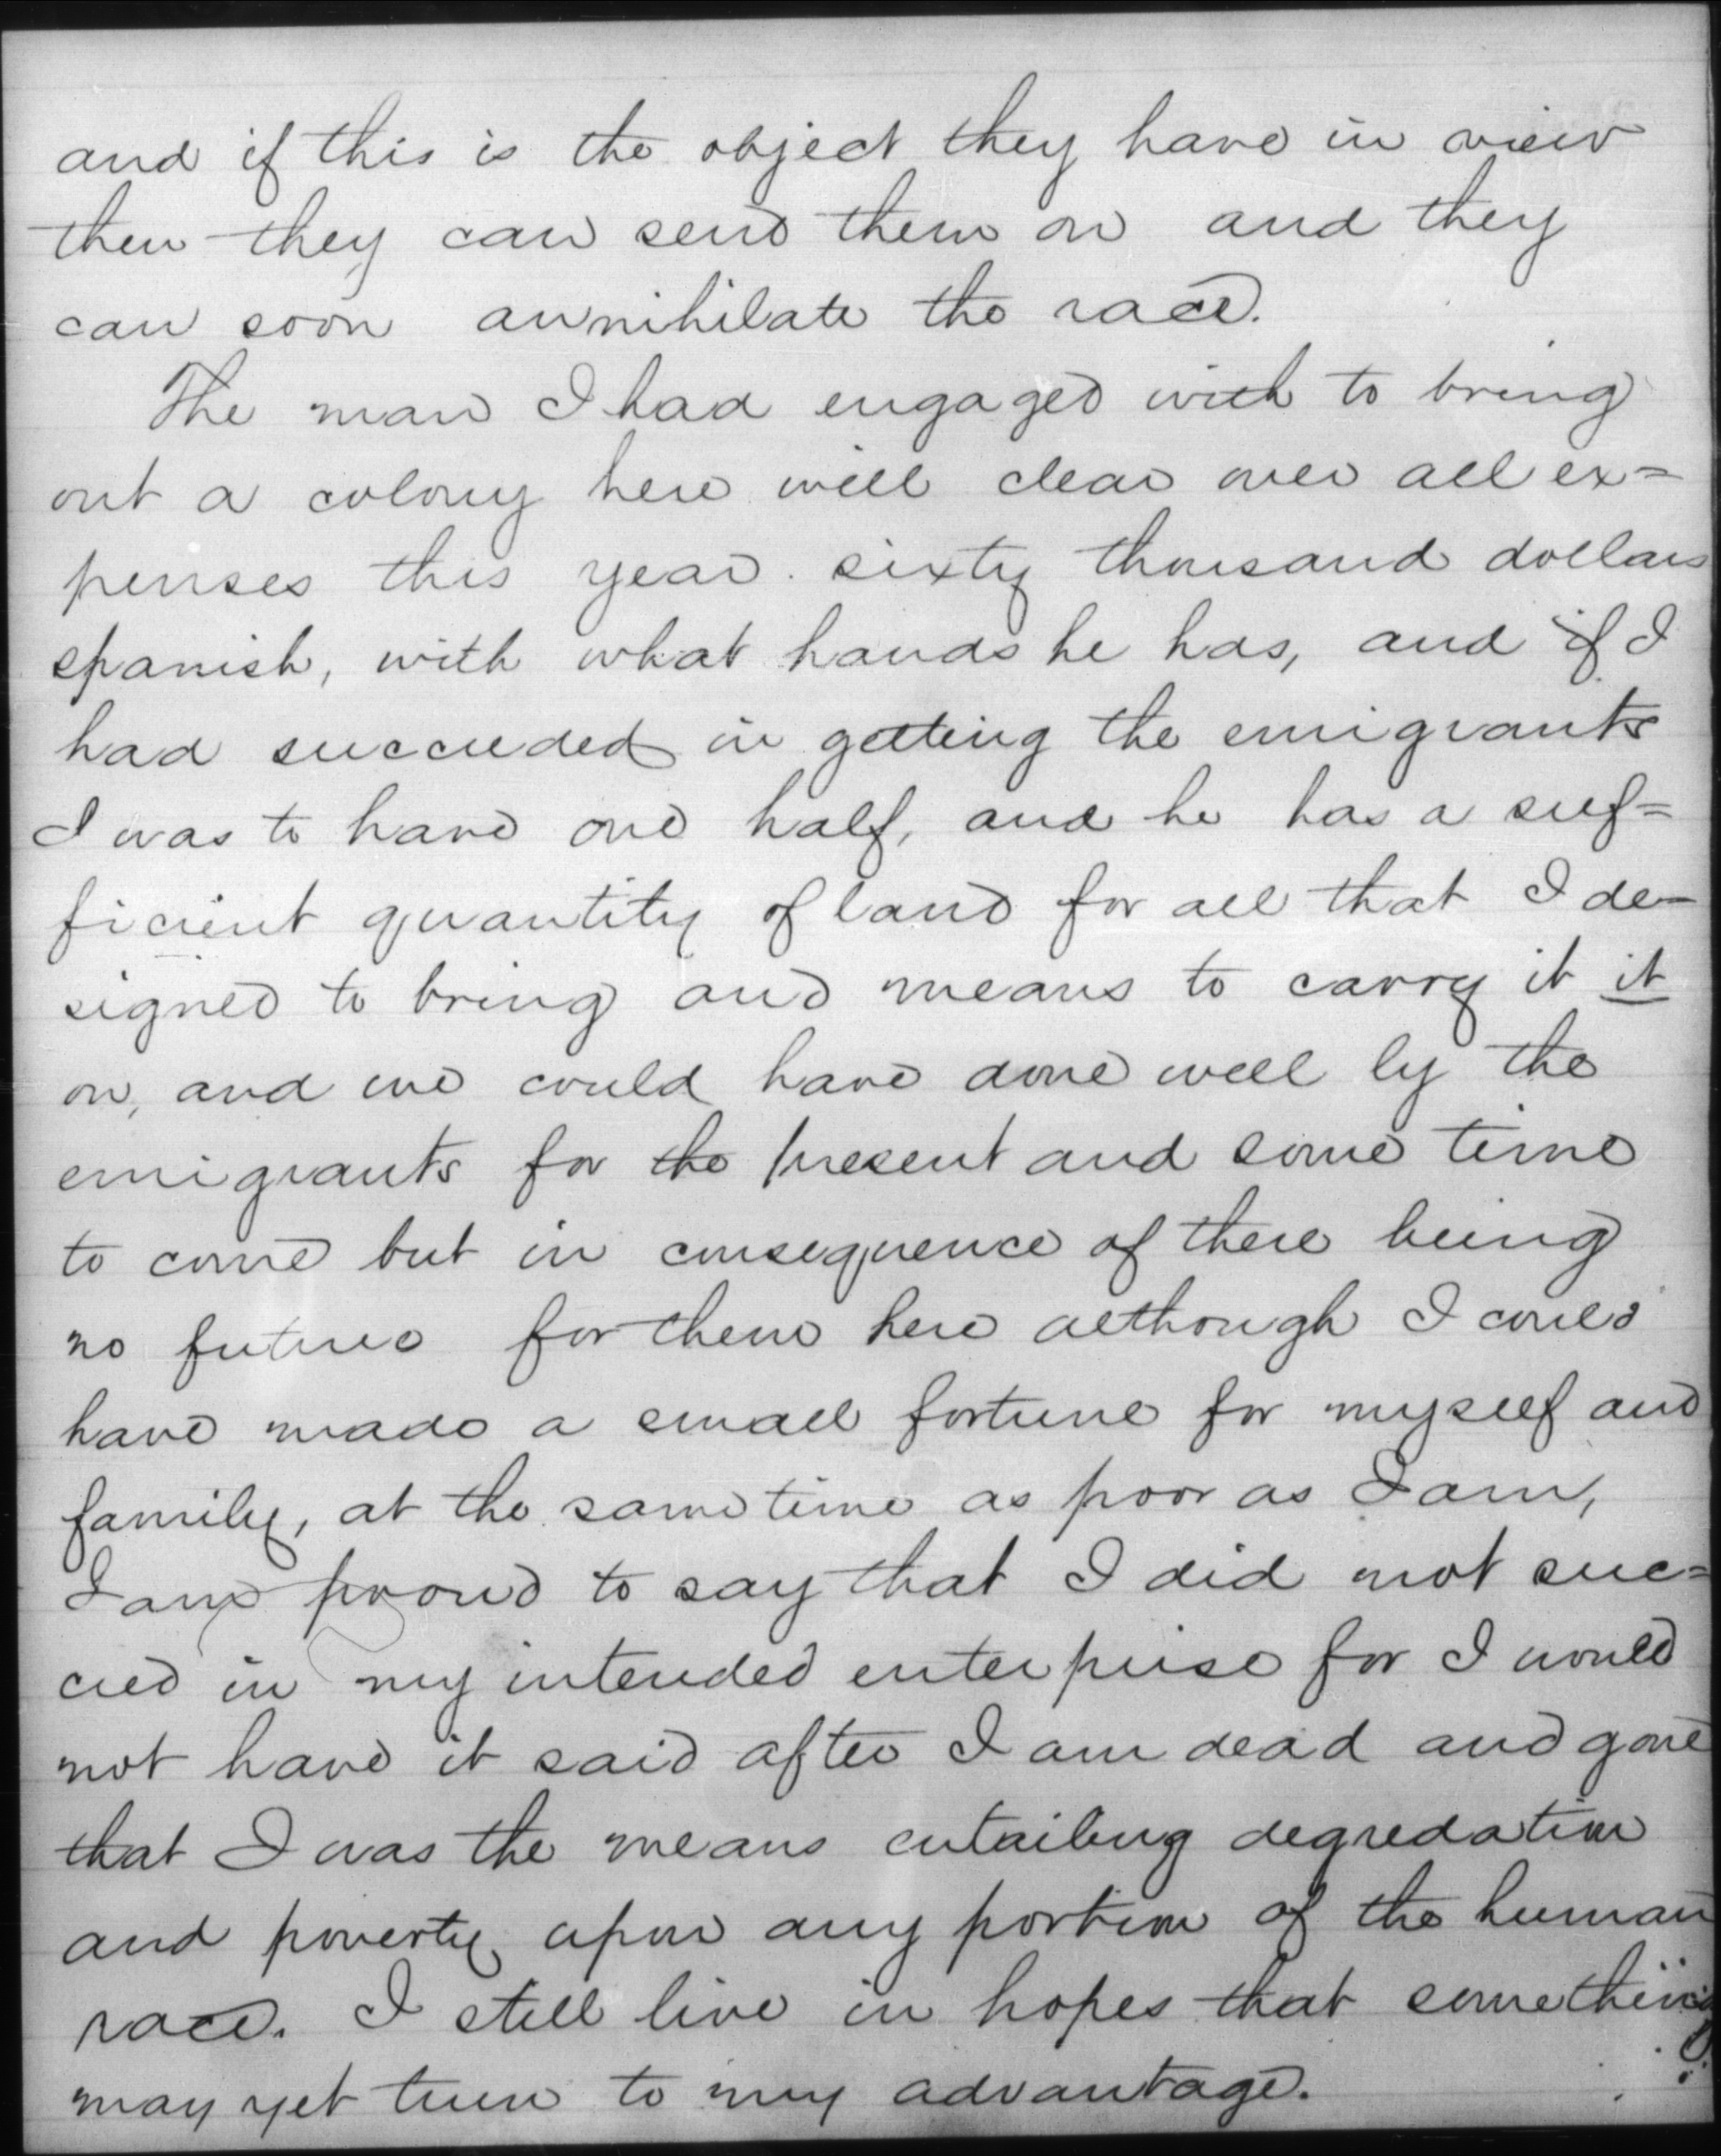 and if this is the object they have in view
then they can send them on and they
can soon annihilate the race.
The man I had engaged with to bring
out a colony here will clear over all ex=
penses this year. sixty thousand dollars
spanish, with what hands he has, and if I
had succeeded in getting the emigrants
I was to have one half, and he has a suf=
ficient quantity of land for all that I de-
signed to bring and means to carry it it
on, and we could have done well by the
emigrants for the present and some time
to come but in consequence of there being
no future for them here although I could
have made a small fortune for myself and
family, at the same time as poor as I am,
I am proud to say that I did not suc=
ceed in my intended enterprise for I would
not have it said after I am dead and gone
that I was the means entailing degredation
and poverty upon any portion of the human
race. I still live in hopes that something
may yet turn to my advantage.